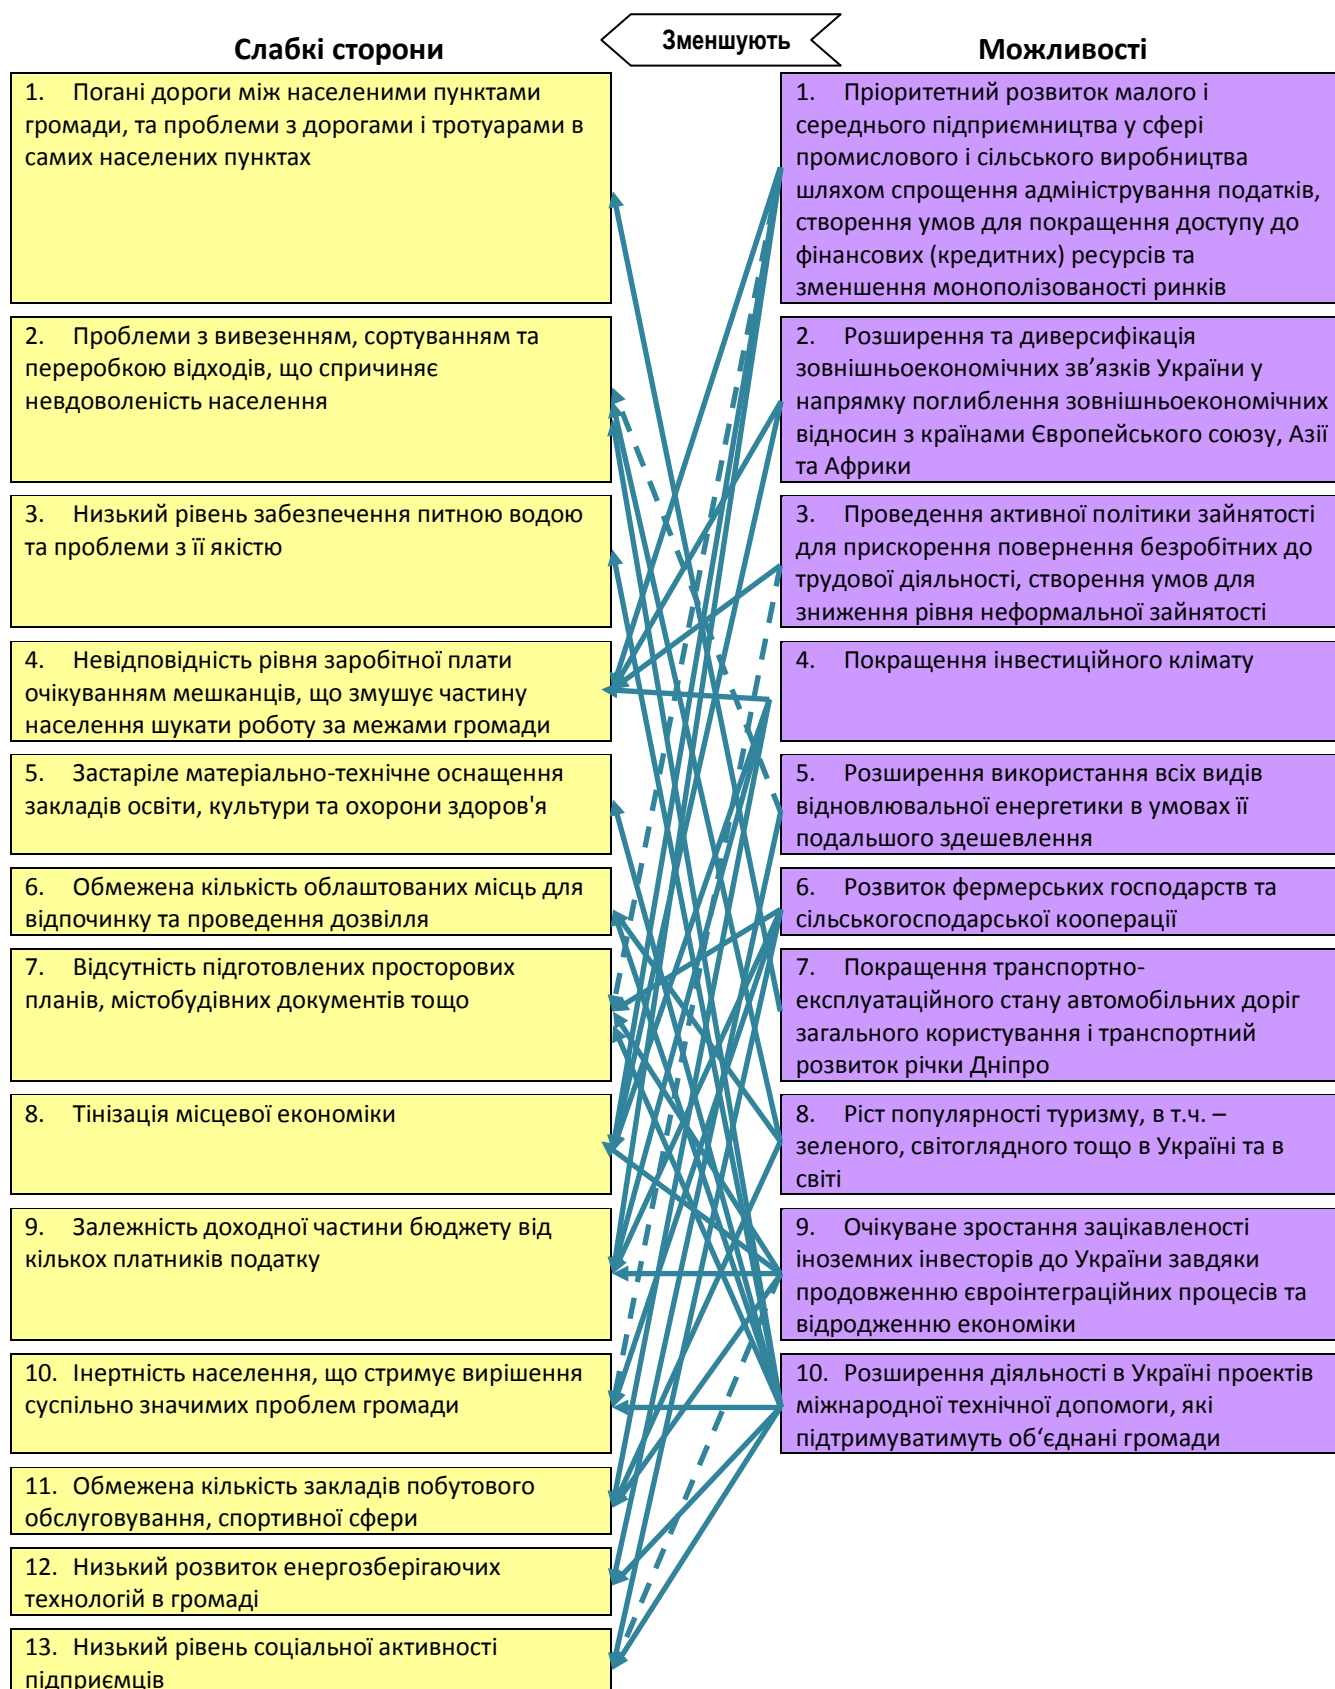 Слабкі сторони
Зменшують
Можливості
1. Погані дороги між населеними пунктами
громади, та проблеми з дорогами і тротуарами в
самих населених пунктах
2. Проблеми з вивезенням, сортуванням та
переробкою відходів, що спричиняє
невдоволеність населення
3. Низький рівень забезпечення питною водою
та проблеми з її якістю
4. Невідповідність рівня заробітної плати
очікуванням мешканців, що змушує частину
населення шукати роботу за межами громади
5. Застаріле матеріально-технічне оснащення
закладів освіти, культури та охорони здоров'я
6. Обмежена кількість облаштованих місць для
відпочинку та проведення дозвілля
7. Відсутність підготовлених просторових
планів, містобудівних документів тощо
8. Тінізація місцевої економіки
9. Залежність доходної частини бюджету від
кількох платників податку
10. Інертність населення, що стримує вирішення
суспільно значимих проблем громади
11. Обмежена кількість закладів побутового
обслуговування, спортивної сфери
12. Низький розвиток енергозберігаючих
технологій в громаді
13. Низький рівень соціальної активності
підприємців
1. Пріоритетний розвиток малого і
середнього підприємництва у сфері
промислового і сільського виробництва
шляхом спрощення адміністрування податків,
створення умов для покращення доступу до
фінансових (кредитних) ресурсів та
зменшення монополізованості ринків
2. Розширення та диверсифікація
зовнішньоекономічних зв’язків України у
напрямку поглиблення зовнішньоекономічних
відносин з країнами Європейського союзу, Азії
та Африки
3. Проведення активної політики зайнятості
для прискорення повернення безробітних до
трудової діяльності, створення умов для
зниження рівня неформальної зайнятості
4. Покращення інвестиційного клімату
5. Розширення використання всіх видів
відновлювальної енергетики в умовах її
подальшого здешевлення
6. Розвиток фермерських господарств та
сільськогосподарської кооперації
7. Покращення транспортно-
експлуатаційного стану автомобільних доріг
загального користування і транспортний
розвиток річки Дніпро
8. Ріст популярності туризму, в т.ч. –
зеленого, світоглядного тощо в Україні та в
світі
9. Очікуване зростання зацікавленості
іноземних інвесторів до України завдяки
продовженню євроінтеграційних процесів та
відродженню економіки
10. Розширення діяльності в Україні проектів
міжнародної технічної допомоги, які
підтримуватимуть об‘єднані громади